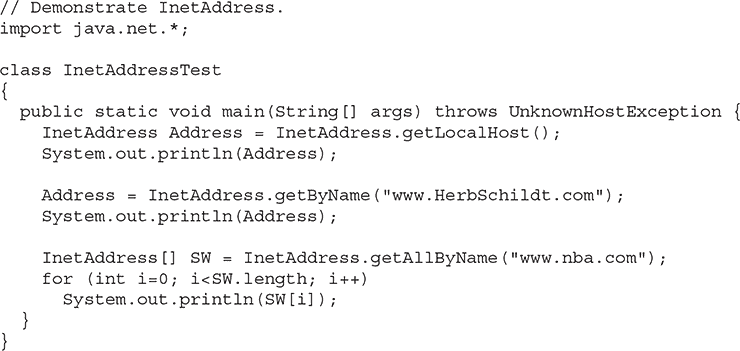 // Demonstrate InetAddress.
import java.net.*;

class InetAddressTest
{
  public static void main(String[] args) throws UnknownHostException {
    InetAddress Address = InetAddress.getLocalHost();
    System.out.println(Address);

    Address = InetAddress.getByName("www.HerbSchildt.com");
    System.out.println(Address);

    InetAddress[] SW = InetAddress.getAllByName("www.nba.com");
    for (int i=0; i<SW.length; i++)
      System.out.println(SW[i]);
  }
}